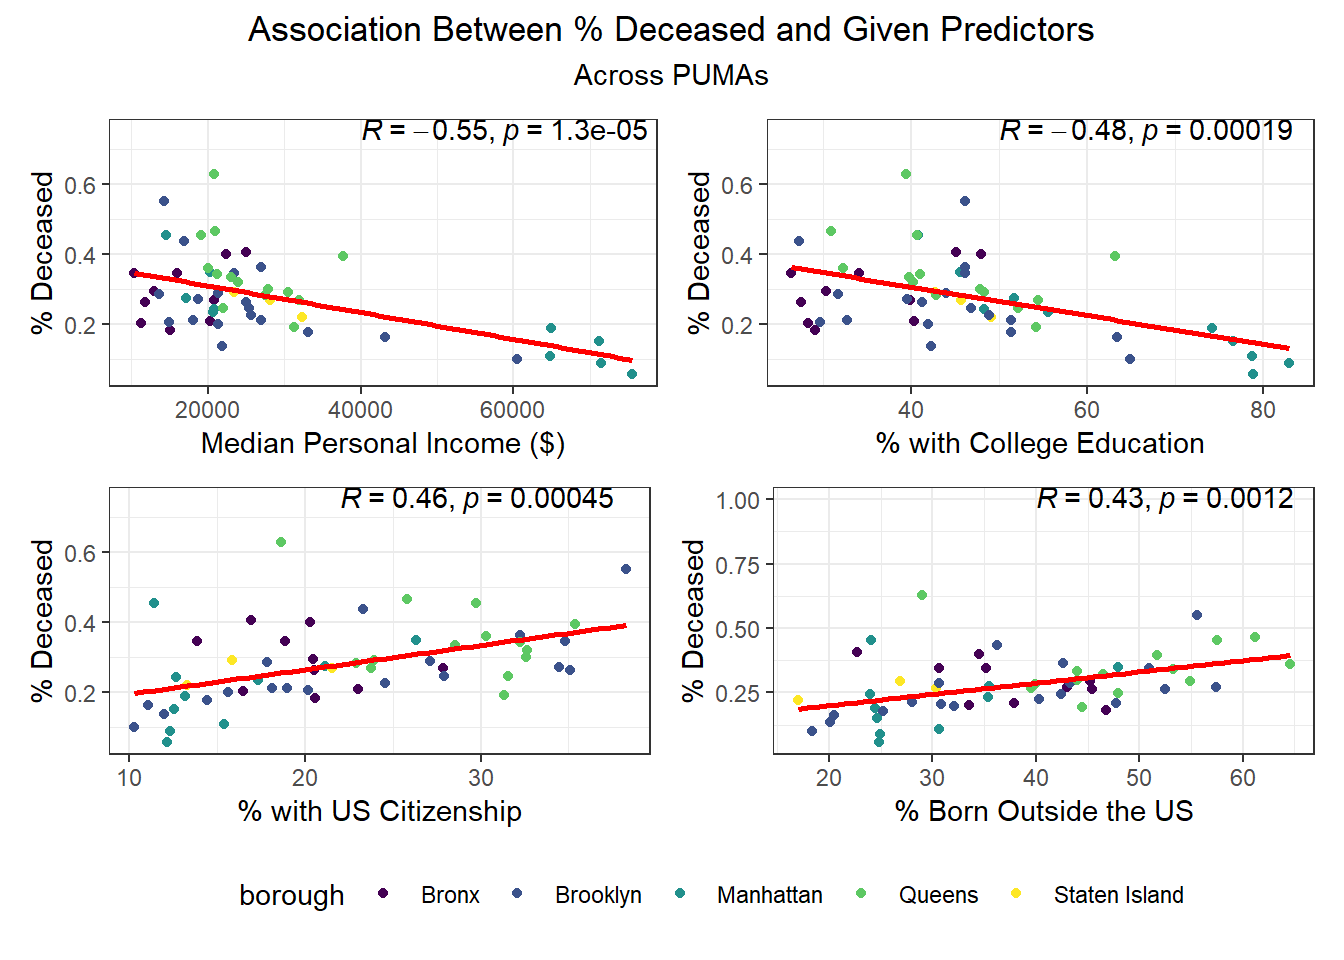 Association Between % Deceased and Given Predictors
Across PUMAs
R = −0.55, p = 1.3e-05
% Deceased
0.6
0.4
0.2
20000 40000 60000
Median Personal Income ($)
R = −0.48, p = 0.00019
% Deceased
0.6
0.4
0.2
40 60 80
% with College Education
R = 0.46, p = 0.00045
% Deceased
0.6
0.4
0.2
10 20 30
% with US Citizenship
R = 0.43, p = 0.0012
% Deceased
1.00
0.75
0.50
0.25
20 30 40 50 60
% Born Outside the US
borough Bronx Brooklyn Manhattan Queens Staten Island